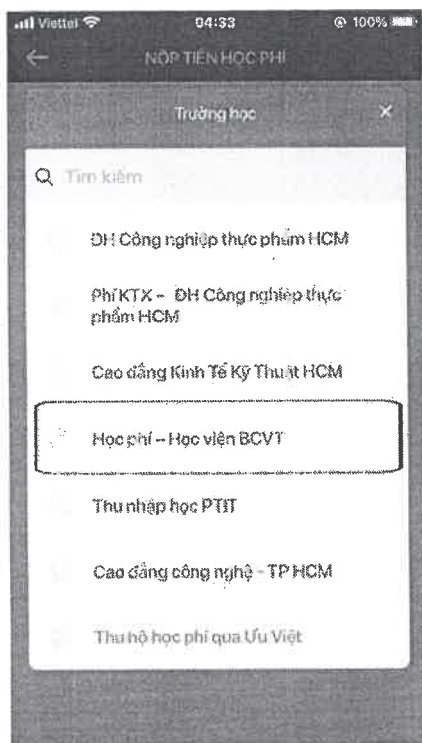 Viettel 04:33 100%
NỘP TIỀN HỌC PHÍ
Trường học ×
Tìm kiếm
ĐH Công nghiệp thực phẩm HCM
Phí KTX – ĐH Công nghiệp thực
phẩm HCM
Cao đẳng Kinh Tế Kỹ Thuật HCM
Học phí – Học viện BCVT
Thu nhập học PTIT
Cao đẳng công nghệ - TP HCM
Thu hộ học phí qua Ưu Việt